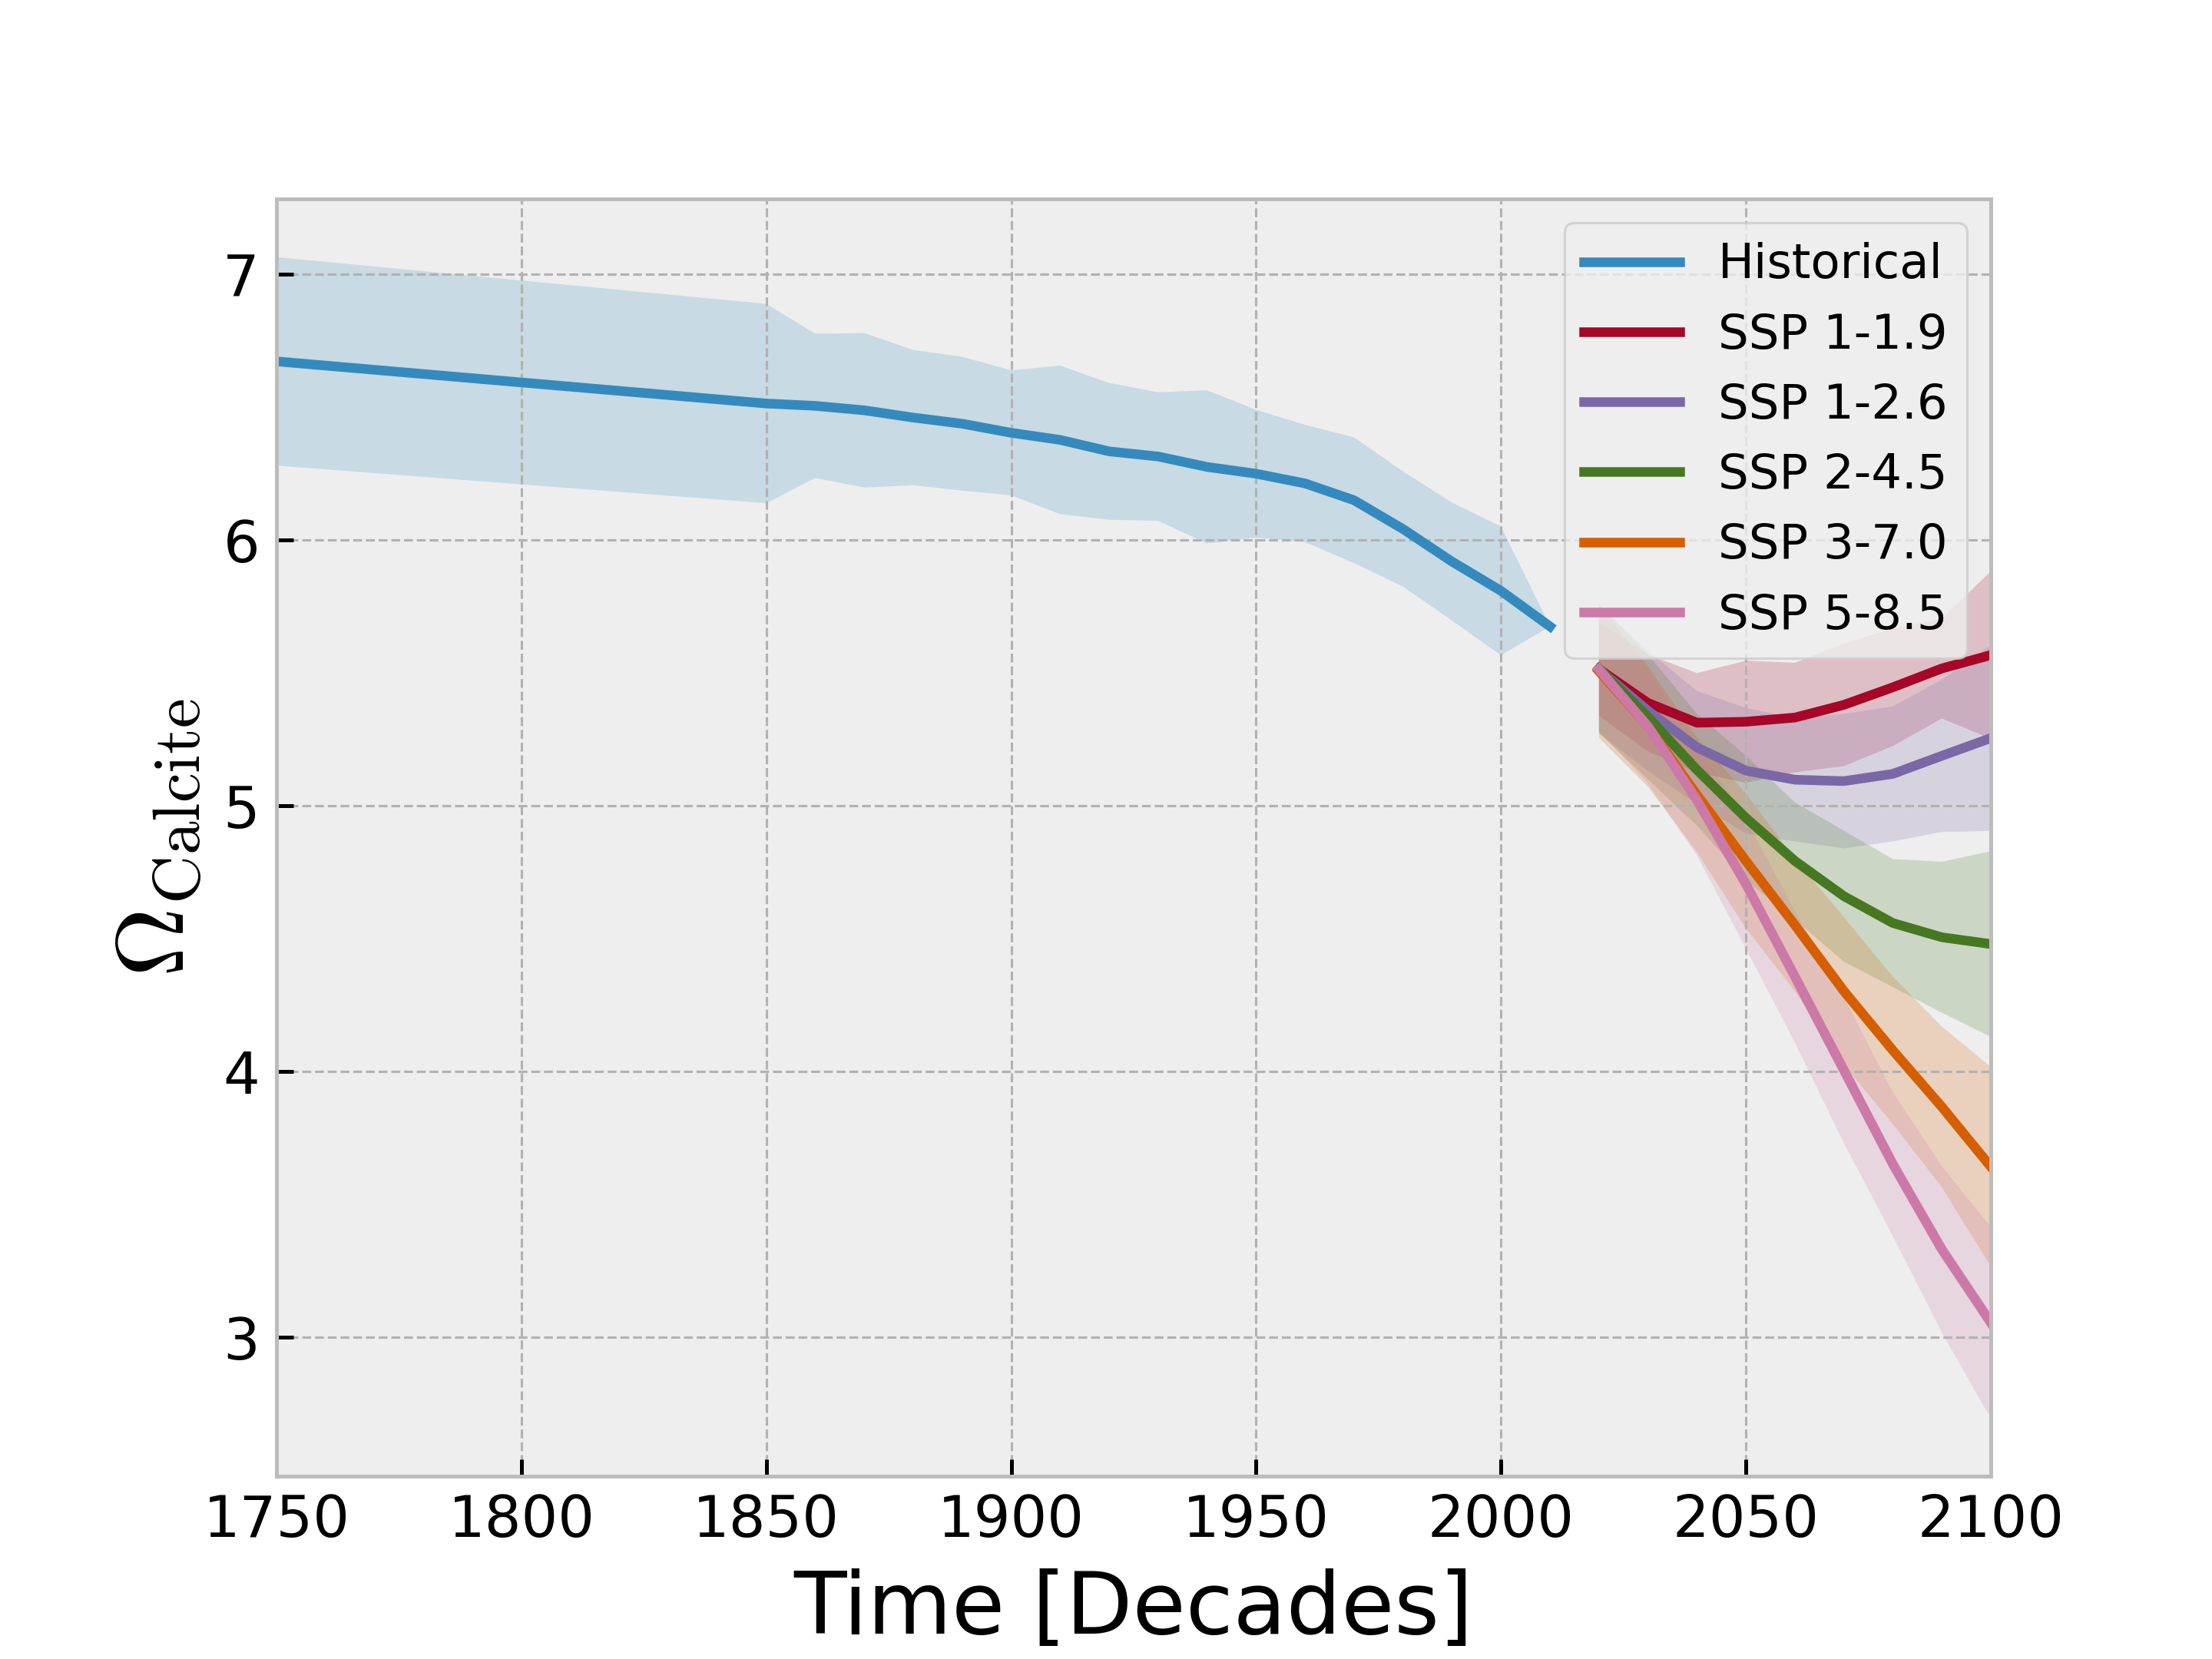 7
6
5
4
3
Ω Calcite
Historical
SSP 1-1.9
SSP 1-2.6
SSP 2-4.5
SSP 3-7.0
SSP 5-8.5
1750 1800 1850 1900 1950 2000 2050 2100
Time [Decades]